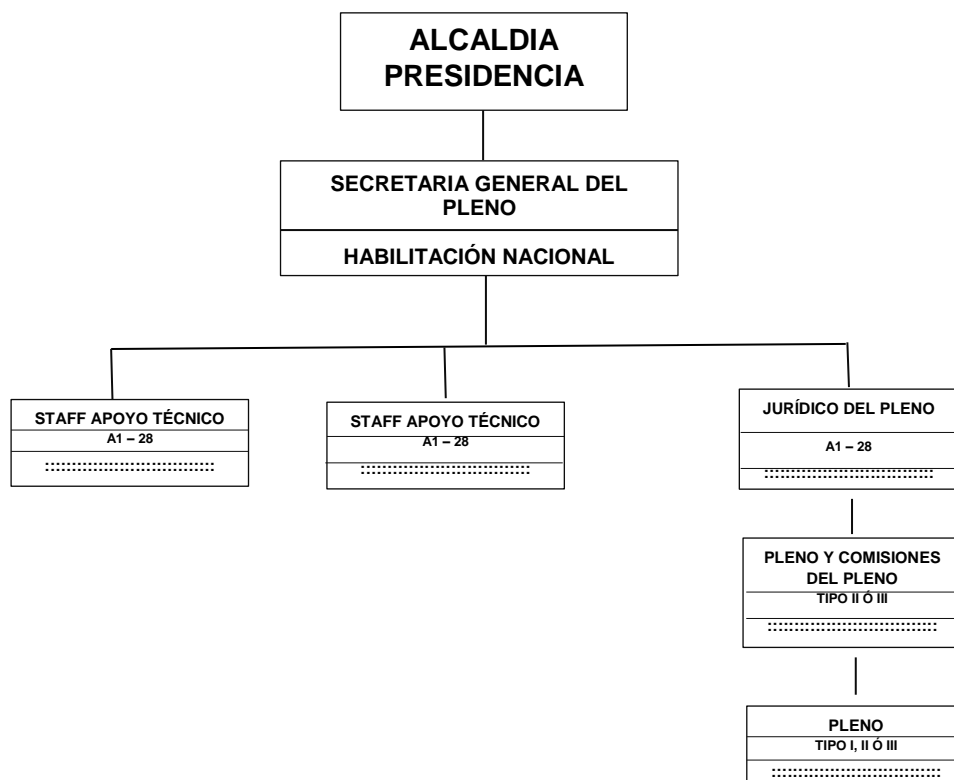 ALCALDIA
PRESIDENCIA
SECRETARIA GENERAL DEL
PLENO
HABILITACIÓN NACIONAL
STAFF APOYO TÉCNICO
A1 – 28
::::::::::::::::::::::::::::::::
STAFF APOYO TÉCNICO
A1 – 28
::::::::::::::::::::::::::::::::
JURÍDICO DEL PLENO
A1 – 28
::::::::::::::::::::::::::::::::
PLENO Y COMISIONES
DEL PLENO
TIPO II Ó III
::::::::::::::::::::::::::::::::
PLENO
TIPO I, II Ó III
::::::::::::::::::::::::::::::::